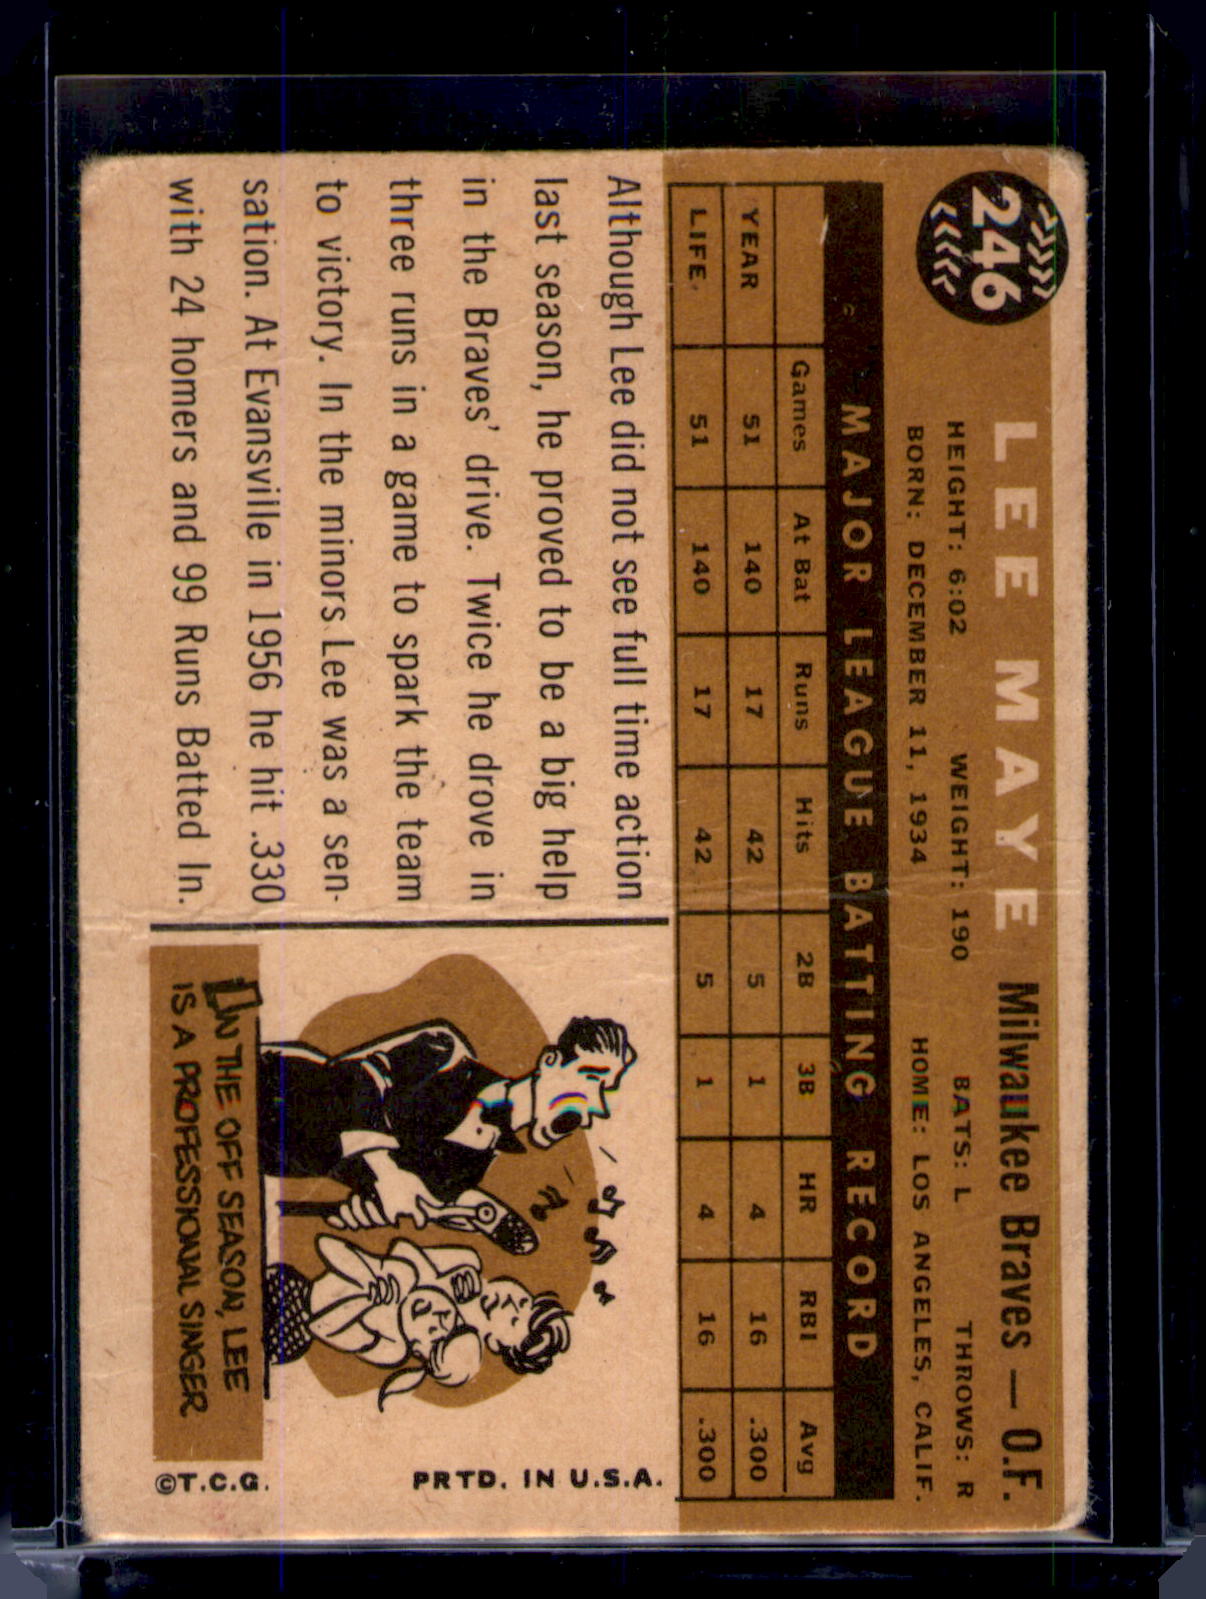 246
LEE MAYE Milwaukee Braves — O.F.
HEIGHT: 6:02 WEIGHT: 190 BATS: L THROWS: R
BORN: DECEMBER 11, 1934 HOME: LOS ANGELES, CALIF.
MAJOR LEAGUE BATTING RECORD
Games At Bat Runs Hits 2B 3B HR RBI Avg
YEAR 51 140 17 42 5 1 4 16 .300
LIFE 51 140 17 42 5 1 4 16 .300
Although Lee did not see full time action
last season, he proved to be a big help
in the Braves' drive. Twice he drove in
three runs in a game to spark the team
to victory. In the minors Lee was a sen-
sation. At Evansville in 1956 he hit .330
with 24 homers and 99 Runs Batted In.
IN THE OFF SEASON, LEE
IS A PROFESSIONAL SINGER
PRTD. IN U.S.A.
©T.C.G.